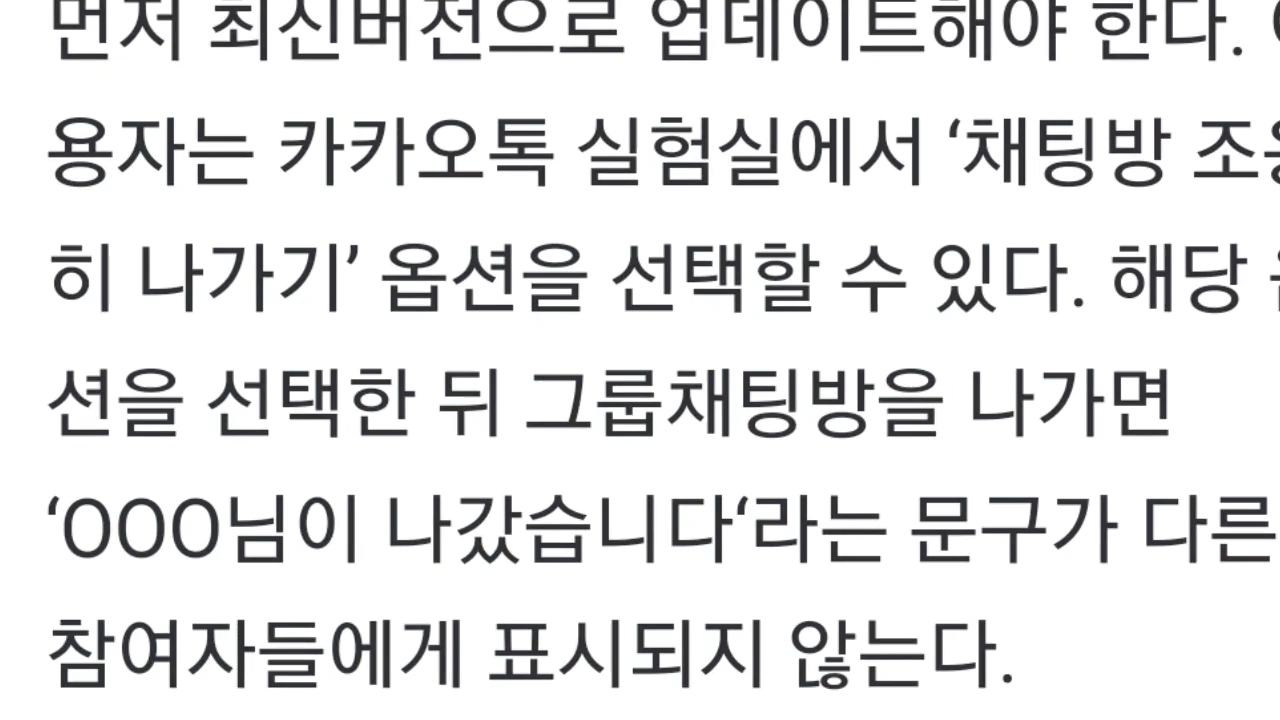 먼저 최신버전으로 업데이트해야 한다.
용자는 카카오톡 실험실에서 ‘채팅방 조용
히 나가기’ 옵션을 선택할 수 있다. 해당
션을 선택한 뒤 그룹채팅방을 나가면
‘OOO님이 나갔습니다‘라는 문구가 다른
참여자들에게 표시되지 않는다.